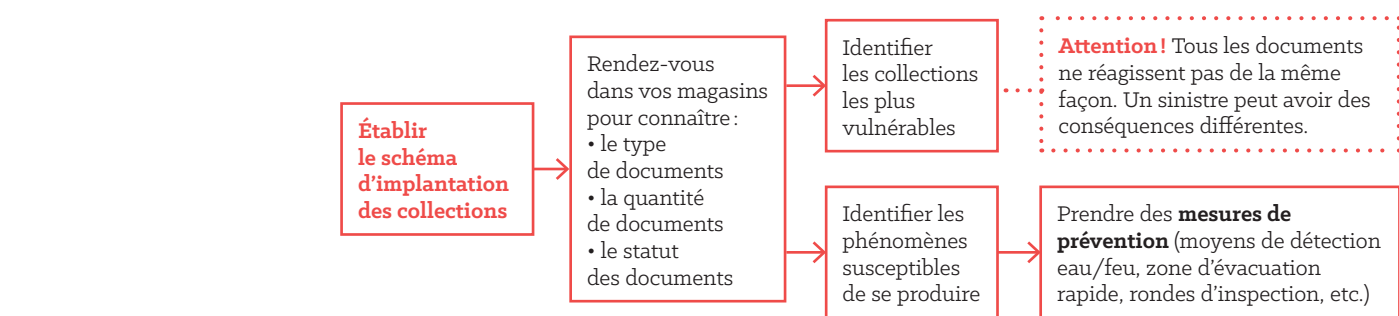 Établir
le schéma
d'implantation
des collections
Rendez-vous
dans vos magasins
pour connaître :
• le type
de documents
• la quantité
de documents
• le statut
des documents
Identifier
les collections
les plus
vulnérables
Attention ! Tous les documents
ne réagissent pas de la même
façon. Un sinistre peut avoir des
conséquences différentes.
Identifier les
phénomènes
susceptibles
de se produire
Prendre des mesures de
prévention (moyens de détection
eau/feu, zone d'évacuation
rapide, rondes d'inspection, etc.)